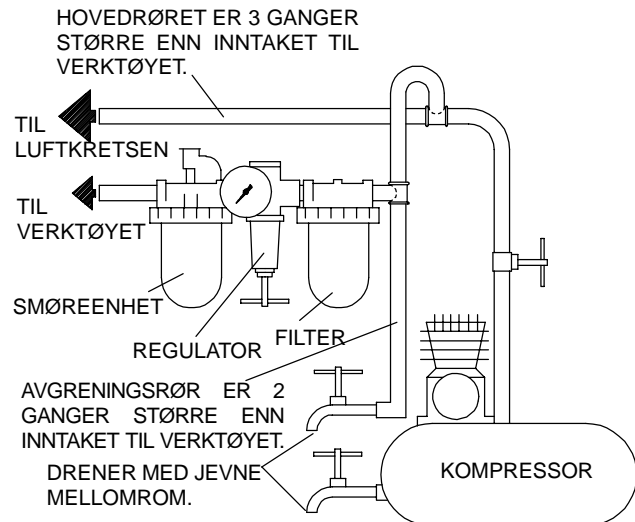 HOVEDRØRET ER 3 GANGER
STØRRE ENN INNTAKET TIL
VERKTØYET.
TIL
LUFTKRETSEN
TIL
VERKTØYET
SMØREENHET
REGULATOR
FILTER
AVGRENINGSRØR ER 2
GANGER STØRRE ENN
INNTAKET TIL VERKTØYET.
DRENER MED JEVNE
MELLOMROM.
KOMPRESSOR